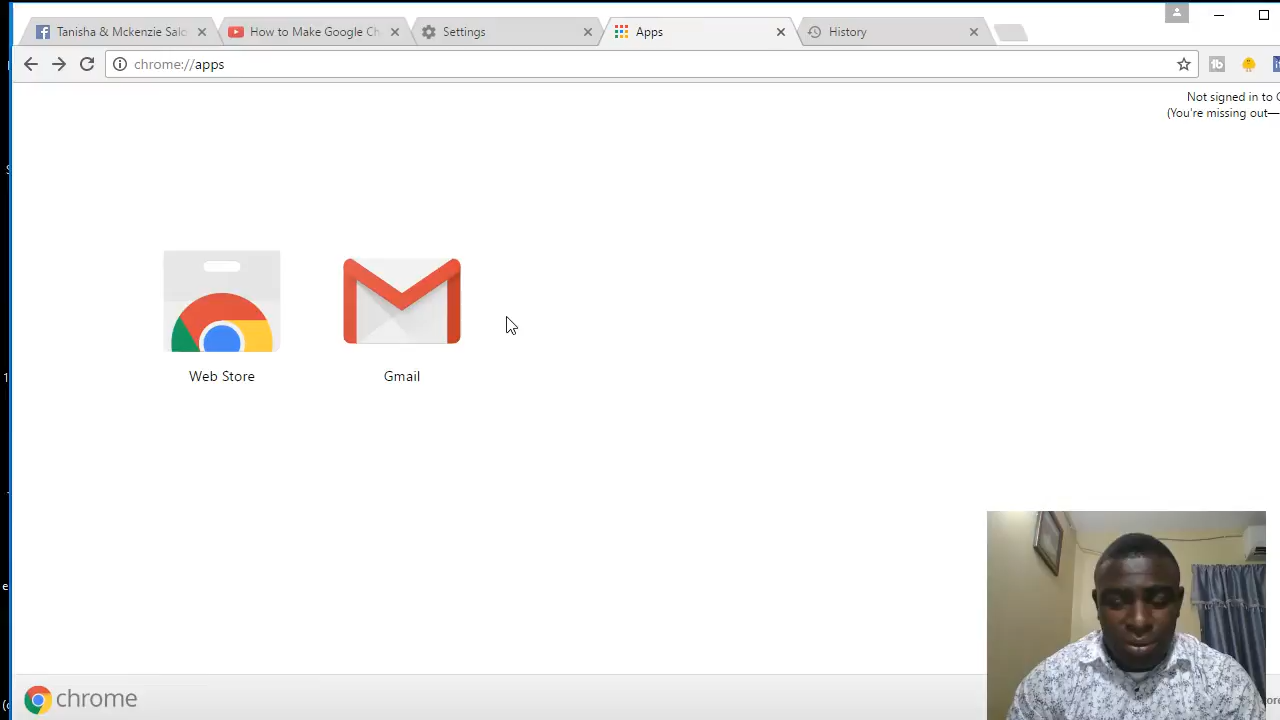 Tanisha & Mckenzie Salo
How to Make Google Ch
Settings
Apps
History
chrome://apps
Not signed in to
(You're missing out—
Web Store
Gmail
chrome